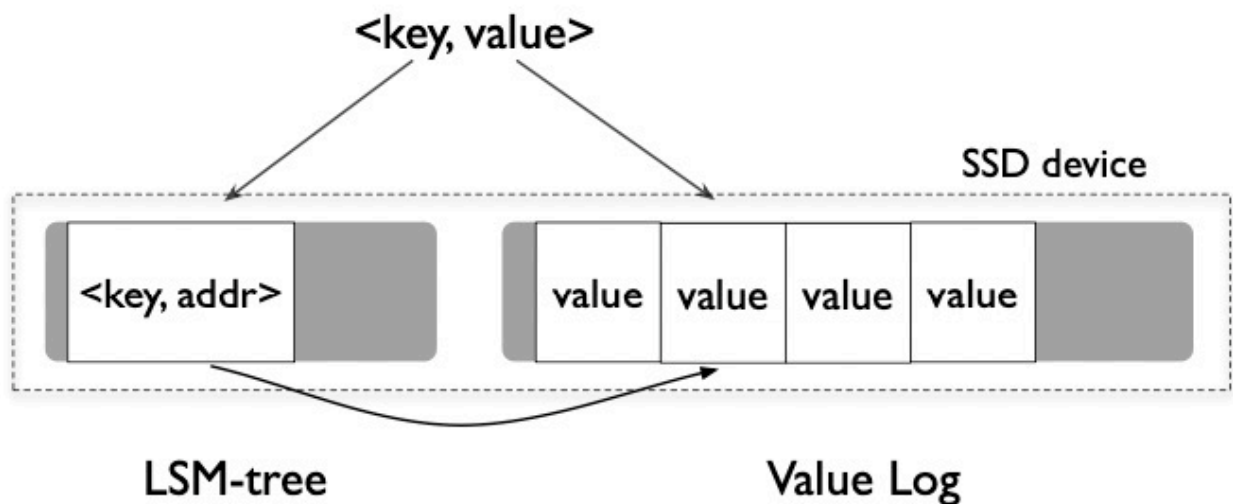 <key, value>
SSD device
<key, addr>
value
value
value
value
LSM-tree
Value Log